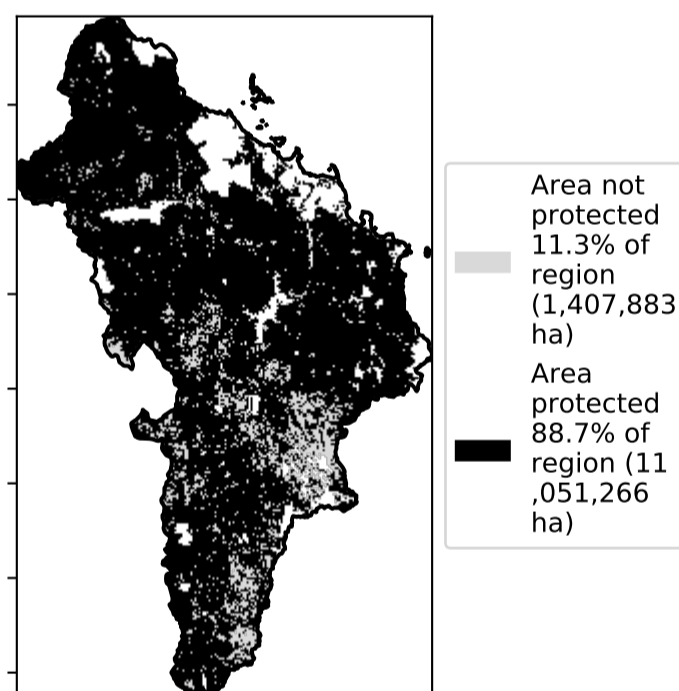 Area not
protected
11.3% of
region
(1,407,883
ha)
Area
protected
88.7% of
region (11
,051,266
ha)